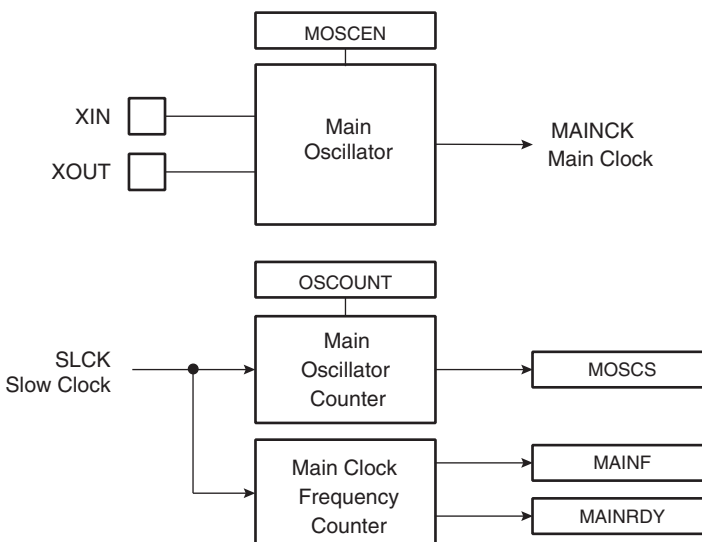 MOSCEN
XIN
XOUT
Main
Oscillator
MAINCK
Main Clock
OSCOUNT
SLCK
Slow Clock
Main
Oscillator
Counter
MOSCS
Main Clock
Frequency
Counter
MAINF
MAINRDY